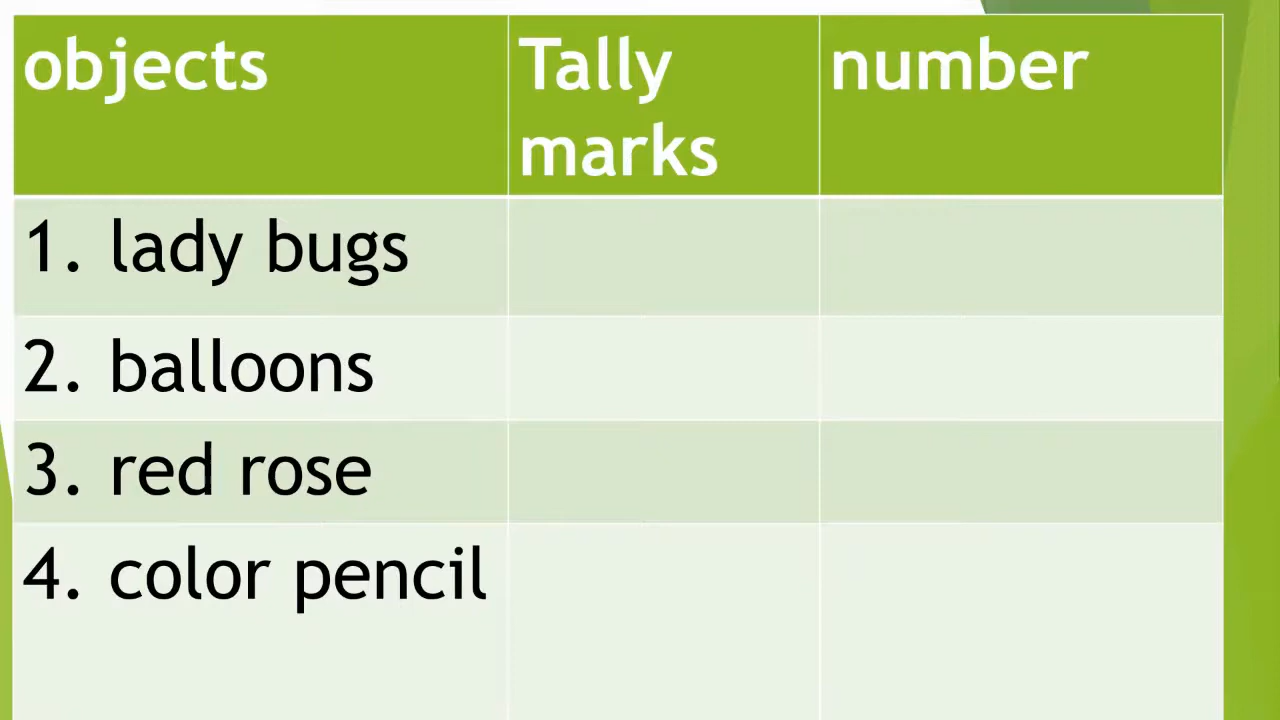 objects
Tally
marks
number
1. lady bugs
2. balloons
3. red rose
4. color pencil